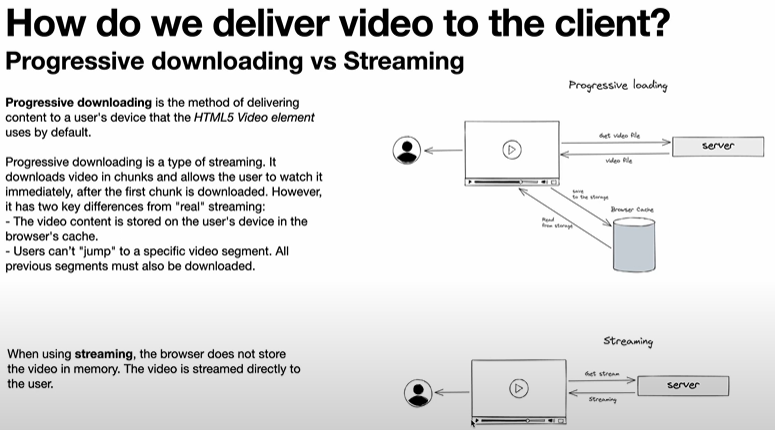 How do we deliver video to the client?
Progressive downloading vs Streaming
Progressive downloading is the method of delivering
content to a user's device that the HTML5 Video element
uses by default.
Progressive downloading is a type of streaming. It
downloads video in chunks and allows the user to watch it
immediately, after the first chunk is downloaded. However,
it has two key differences from "real" streaming:
- The video content is stored on the user's device in the
browser's cache.
- Users can't "jump" to a specific video segment. All
previous segments must also be downloaded.
Progressive loading
Get video file
video file
server
save
to the storage
Browser Cache
Read
from storage
When using streaming, the browser does not store
the video in memory. The video is streamed directly to
the user.
Streaming
Get stream
Streaming
server